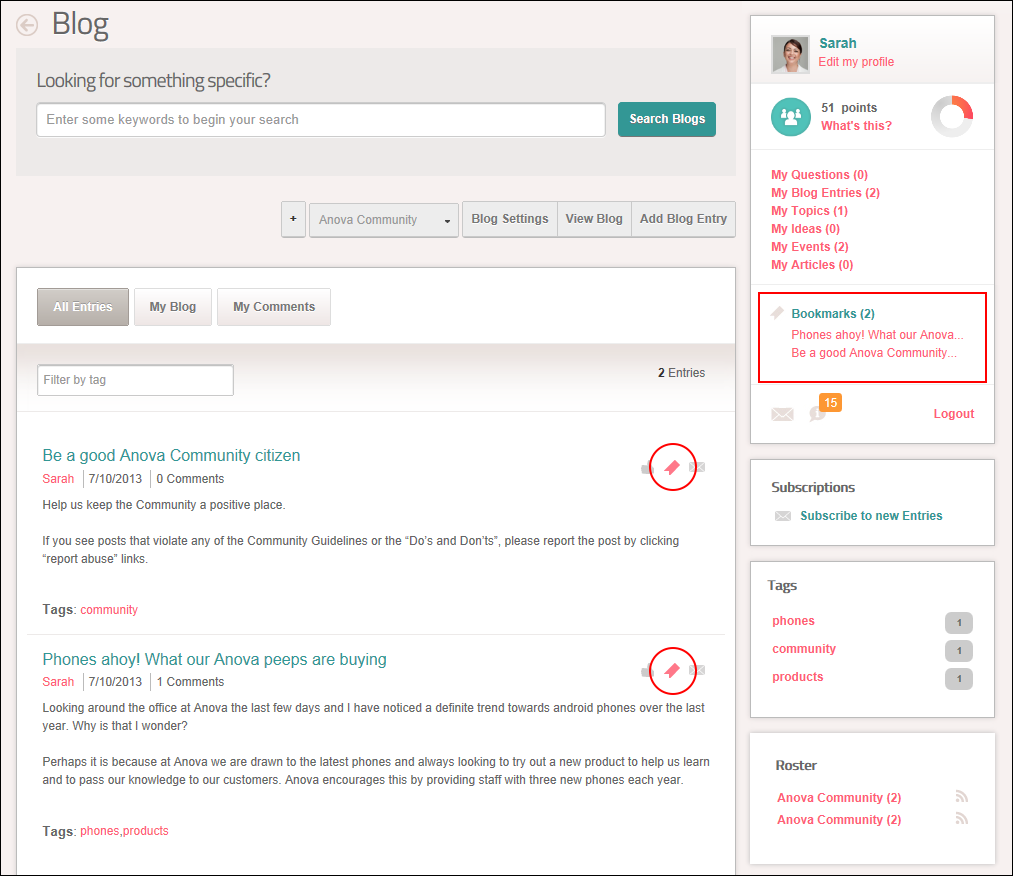 Blog
Looking for something specific?
Enter some keywords to begin your search
Search Blogs
+
Anova Community
Blog Settings
View Blog
Add Blog Entry
All Entries
My Blog
My Comments
Filter by tag
2 Entries
Be a good Anova Community citizen
Sarah
7/10/2013
0 Comments
Help us keep the Community a positive place.
If you see posts that violate any of the Community Guidelines or the “Do’s and Don’ts”, please report the post by clicking
“report abuse” links.
Tags: community
Phones ahoy! What our Anova peeps are buying
Sarah
7/10/2013
1 Comments
Looking around the office at Anova the last few days and I have noticed a definite trend towards android phones over the last
year. Why is that I wonder?
Perhaps it is because at Anova we are drawn to the latest phones and always looking to try out a new product to help us learn
and to pass our knowledge to our customers. Anova encourages this by providing staff with three new phones each year.
Tags: phones,products
Sarah
Edit my profile
51 points
What's this?
My Questions (0)
My Blog Entries (2)
My Topics (1)
My Ideas (0)
My Events (2)
My Articles (0)
Bookmarks (2)
Phones ahoy! What our Anova...
Be a good Anova Community...
15
Logout
Subscriptions
Subscribe to new Entries
Tags
phones 1
community 1
products 1
Roster
Anova Community (2)
Anova Community (2)